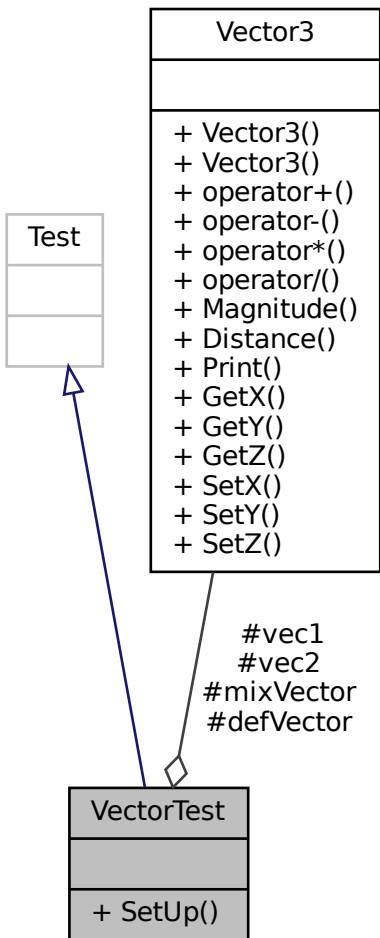 Vector3
+ Vector3()
+ Vector3()
+ operator+()
+ operator-()
+ operator*()
+ operator/()
+ Magnitude()
+ Distance()
+ Print()
+ GetX()
+ GetY()
+ GetZ()
+ SetX()
+ SetY()
+ SetZ()
Test
#vec1
#vec2
#mixVector
#defVector
VectorTest
+ SetUp()